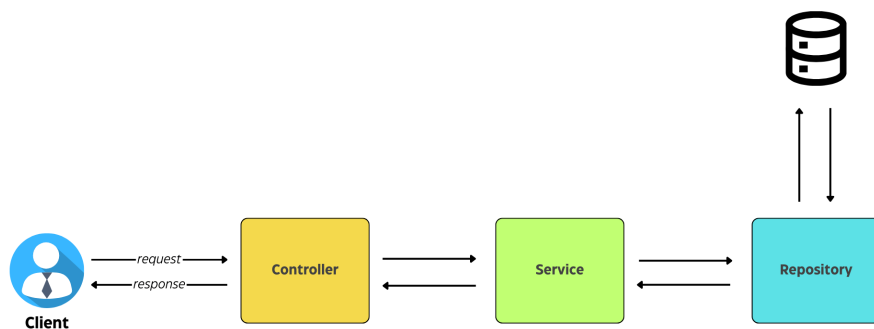 request
response
Client
Controller
Service
Repository